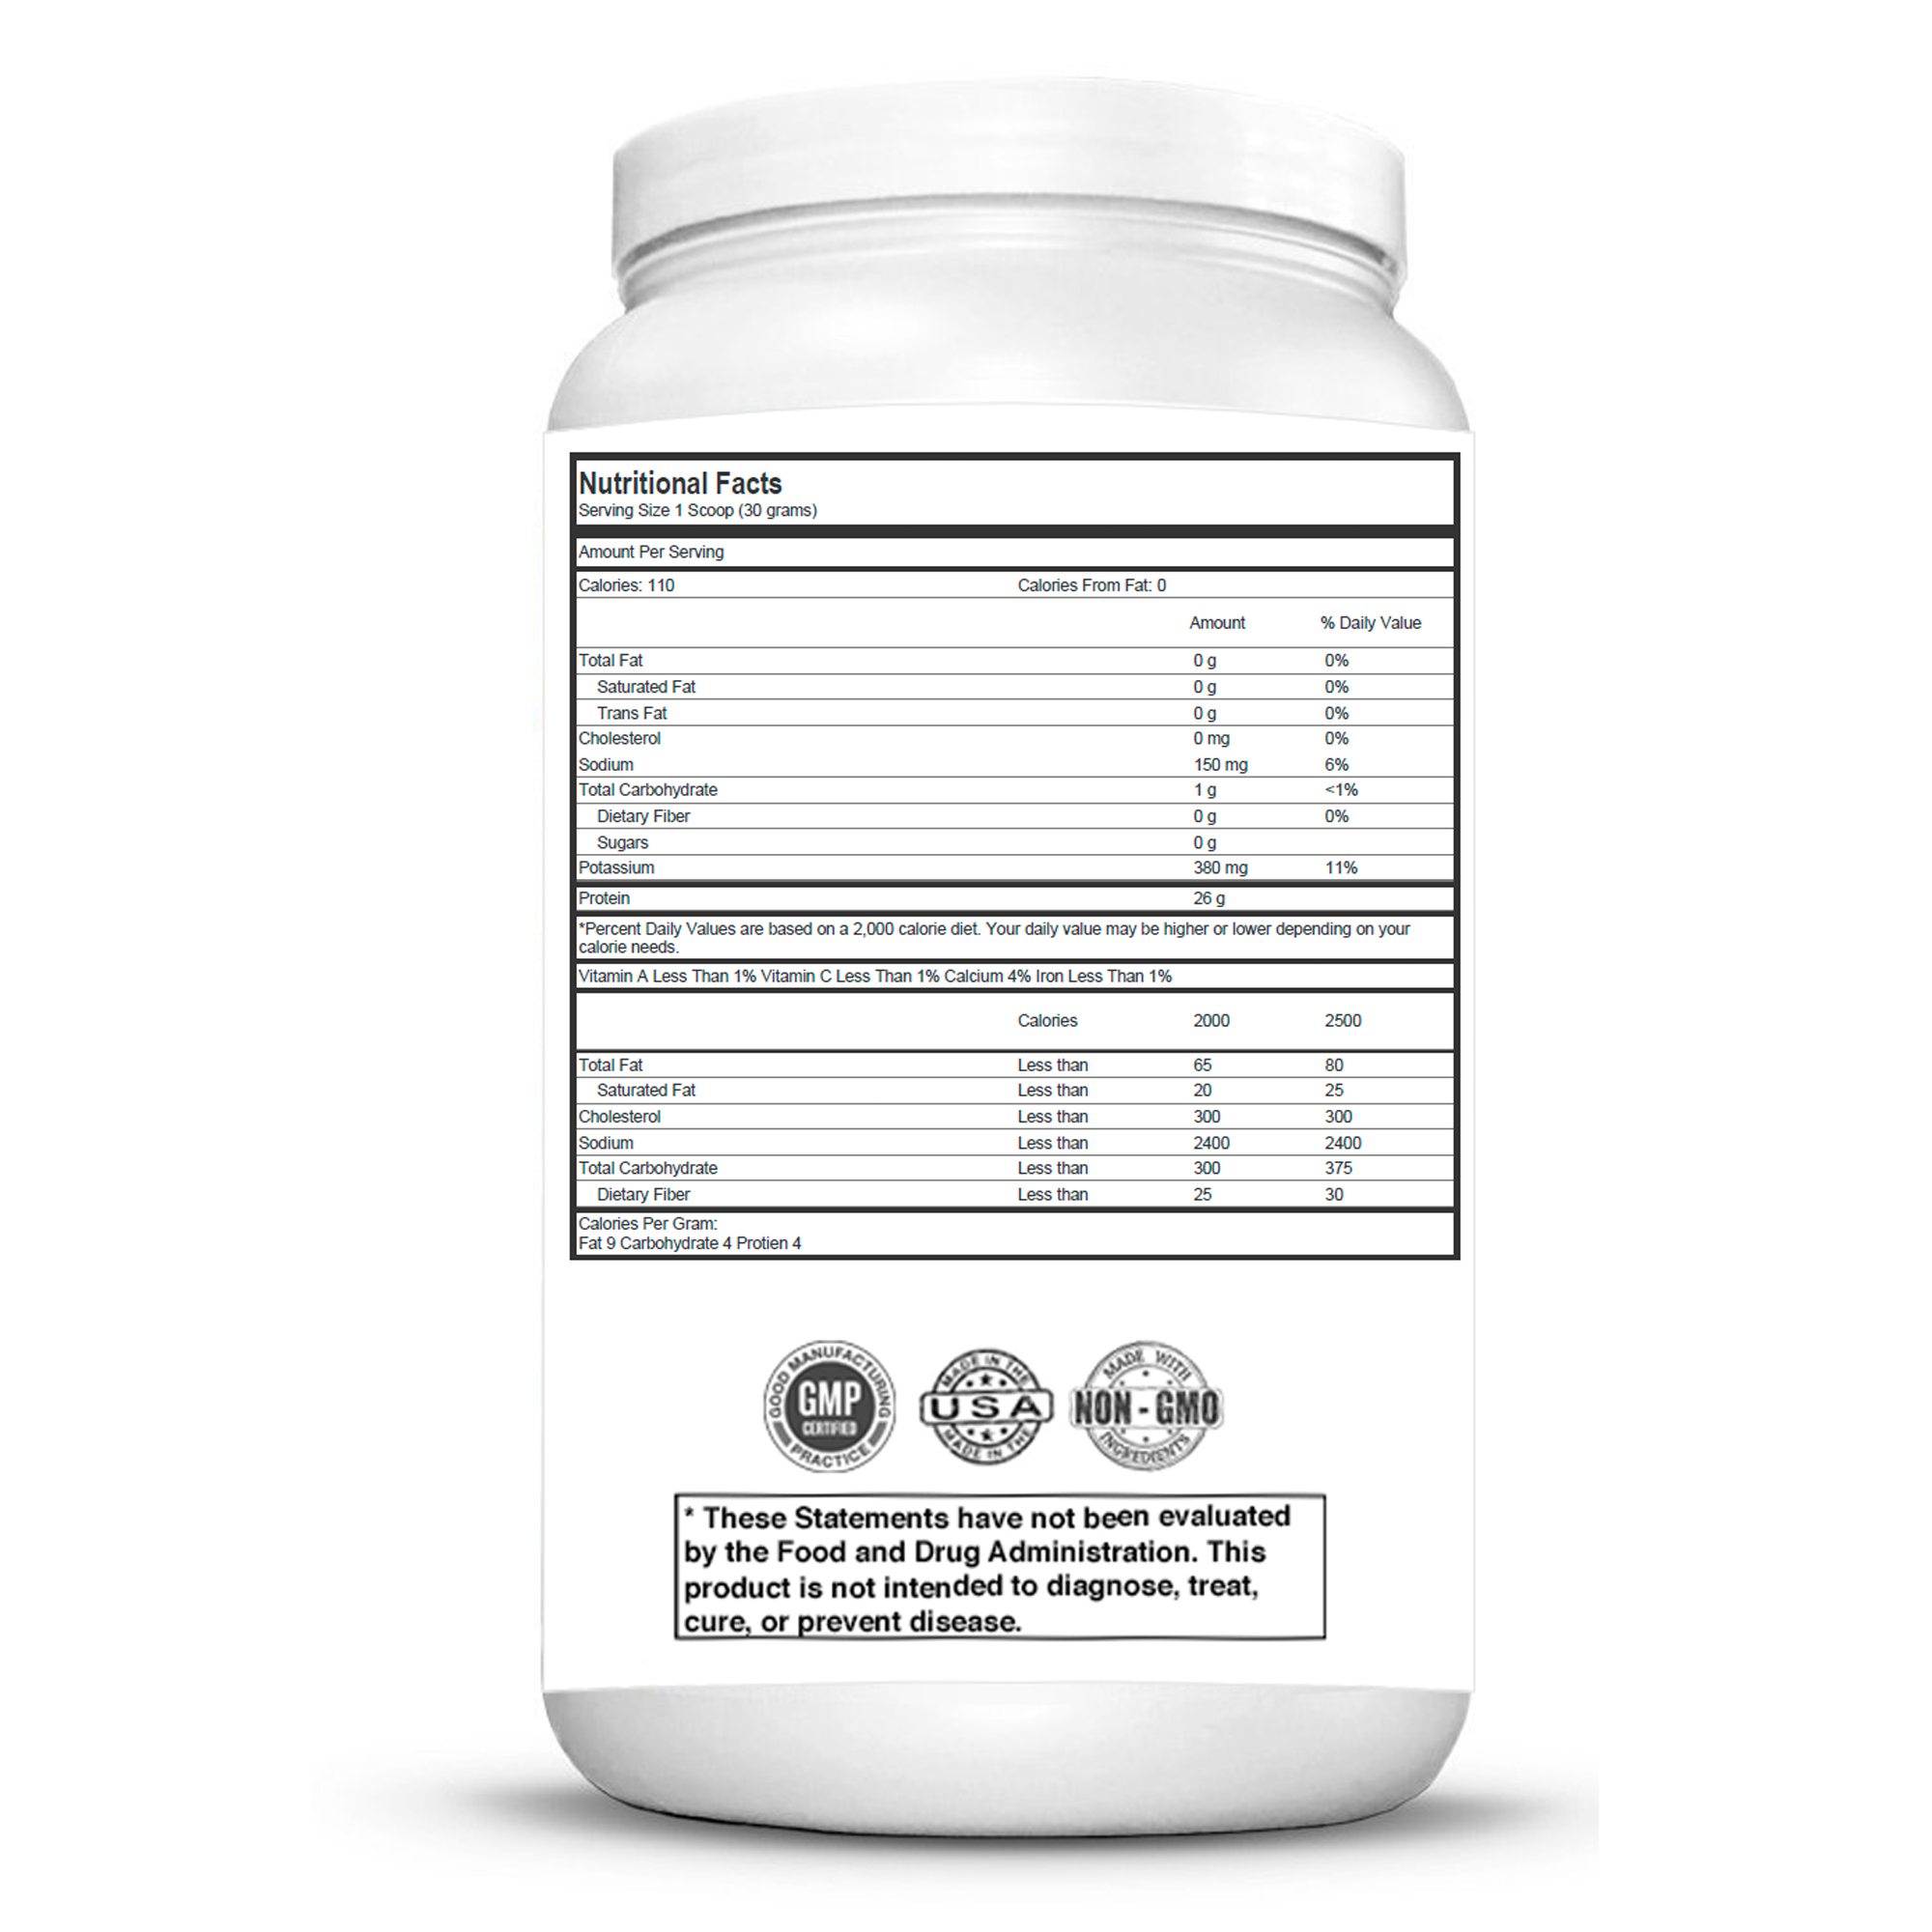 Nutritional Facts
Serving Size 1 Scoop (30 grams)
Amount Per Serving
Calories: 110 Calories From Fat: 0
Amount % Daily Value
Total Fat 0 g 0%
Saturated Fat 0 g 0%
Trans Fat 0 g 0%
Cholesterol 0 mg 0%
Sodium 150 mg 6%
Total Carbohydrate 1 g <1%
Dietary Fiber 0 g 0%
Sugars 0 g
Potassium 380 mg 11%
Protein 26 g
*Percent Daily Values are based on a 2,000 calorie diet. Your daily value may be higher or lower depending on your
calorie needs.
Vitamin A Less Than 1% Vitamin C Less Than 1% Calcium 4% Iron Less Than 1%
Calories 2000 2500
Total Fat Less than 65 80
Saturated Fat Less than 20 25
Cholesterol Less than 300 300
Sodium Less than 2400 2400
Total Carbohydrate Less than 300 375
Dietary Fiber Less than 25 30
Calories Per Gram:
Fat 9 Carbohydrate 4 Protien 4
GOOD MANUFACTURING
GMP
CERTIFIED
PRACTICE
MADE IN THE
USA
MADE IN THE
MADE WITH
NON-GMO
INGREDIENTS
* These Statements have not been evaluated
by the Food and Drug Administration. This
product is not intended to diagnose, treat,
cure, or prevent disease.